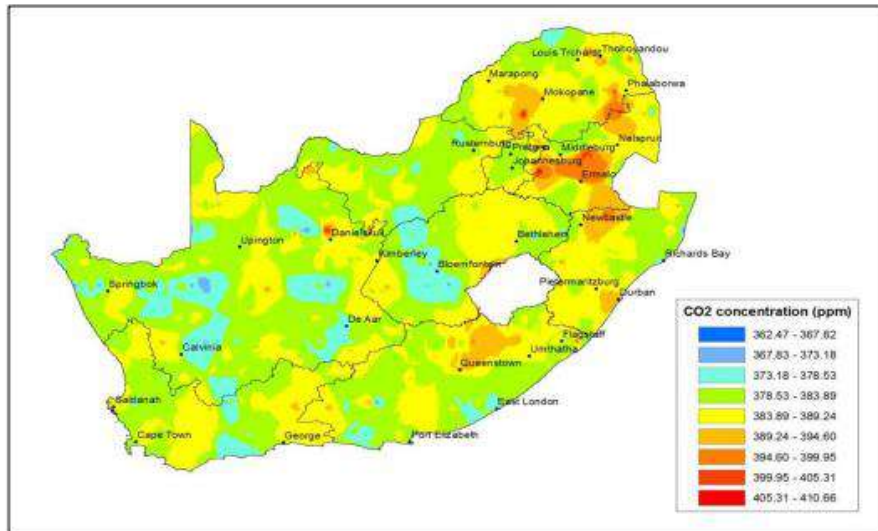 Louis Trichardt
Thohoyandou
Marapong
Phalaborwa
Mokopane
Nelspruit
Rustenburg
Pretoria
Middleburg
Johannesburg
Ermelo
Newcastle
Danielskuil
Upington
Bethlehem
Kimberley
Richards Bay
Bloemfontein
Springbok
Pietermaritzburg
Durban
CO2 concentration (ppm)
362.47 - 367.82
367.83 - 373.18
373.18 - 378.53
378.53 - 383.89
383.89 - 389.24
389.24 - 394.60
394.60 - 399.95
399.95 - 405.31
405.31 - 410.66
De Aar
Flagstaff
Calvinia
Umthatha
Queenstown
Saldanah
East London
Cape Town
George
Port Elizabeth